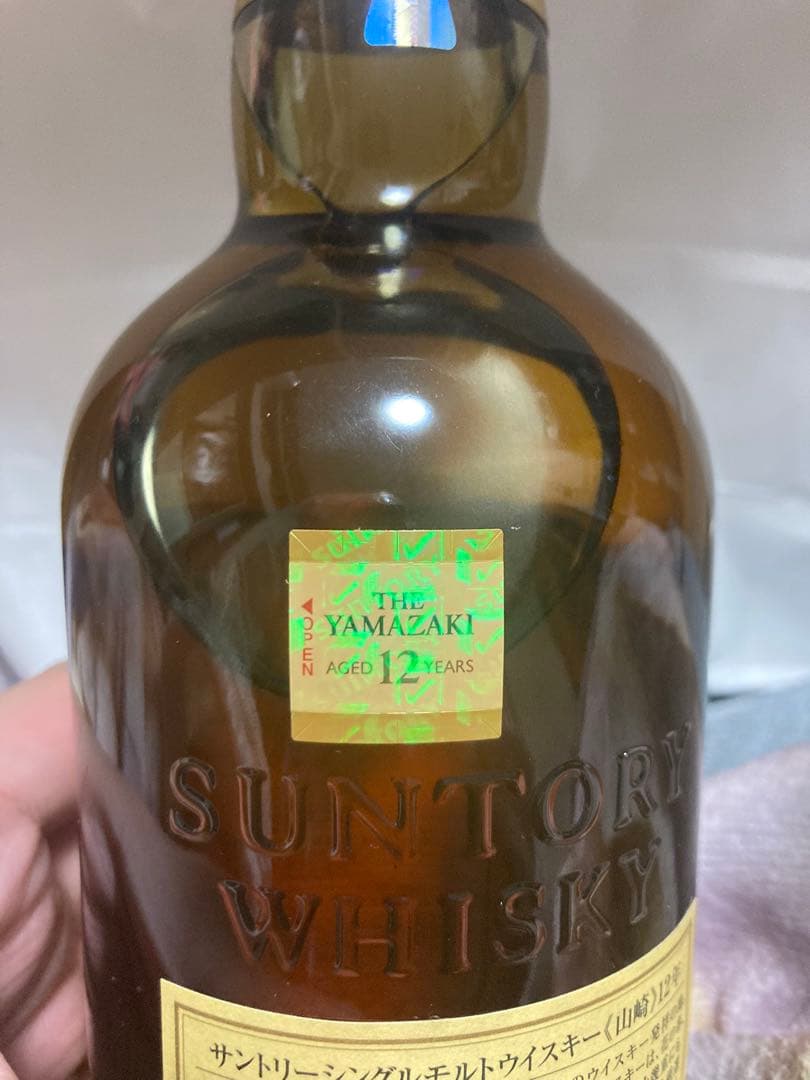 OPEN
THE
YAMAZAKI
AGED 12 YEARS
SUNTORY
WHISKY
サントリーシングルモルトウイスキー《山崎》12年